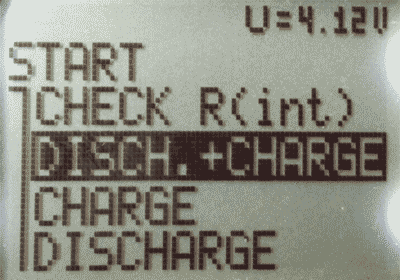 U=4.12V
START
CHECK R(int)
DISCH.+CHARGE
CHARGE
DISCHARGE